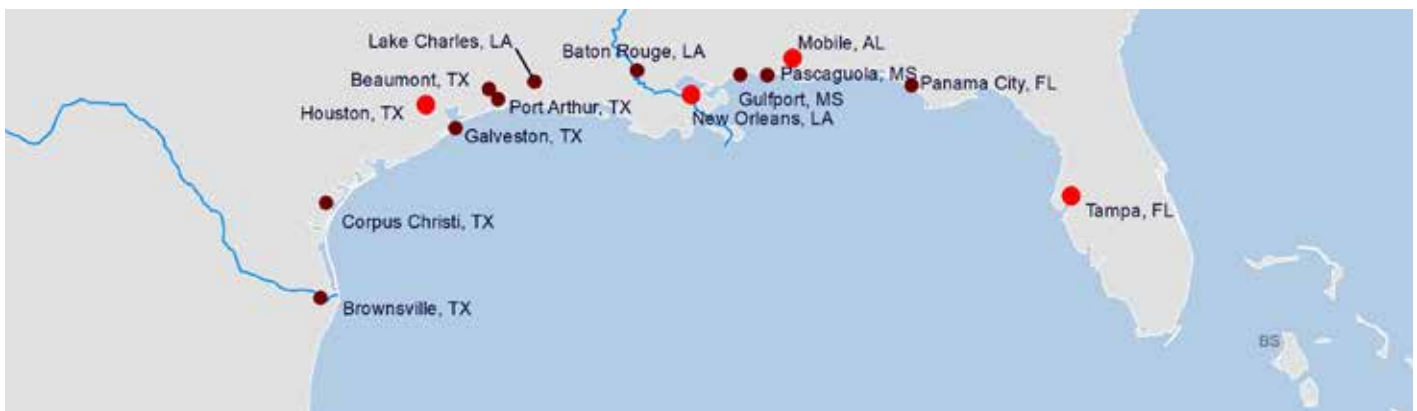 Lake Charles, LA
Baton Rouge, LA
Mobile, AL
Beaumont, TX
Pascaguola, MS
Panama City, FL
Houston, TX
Port Arthur, TX
Gulfport, MS
New Orleans, LA
Galveston, TX
Tampa, FL
Corpus Christi, TX
Brownsville, TX
BS